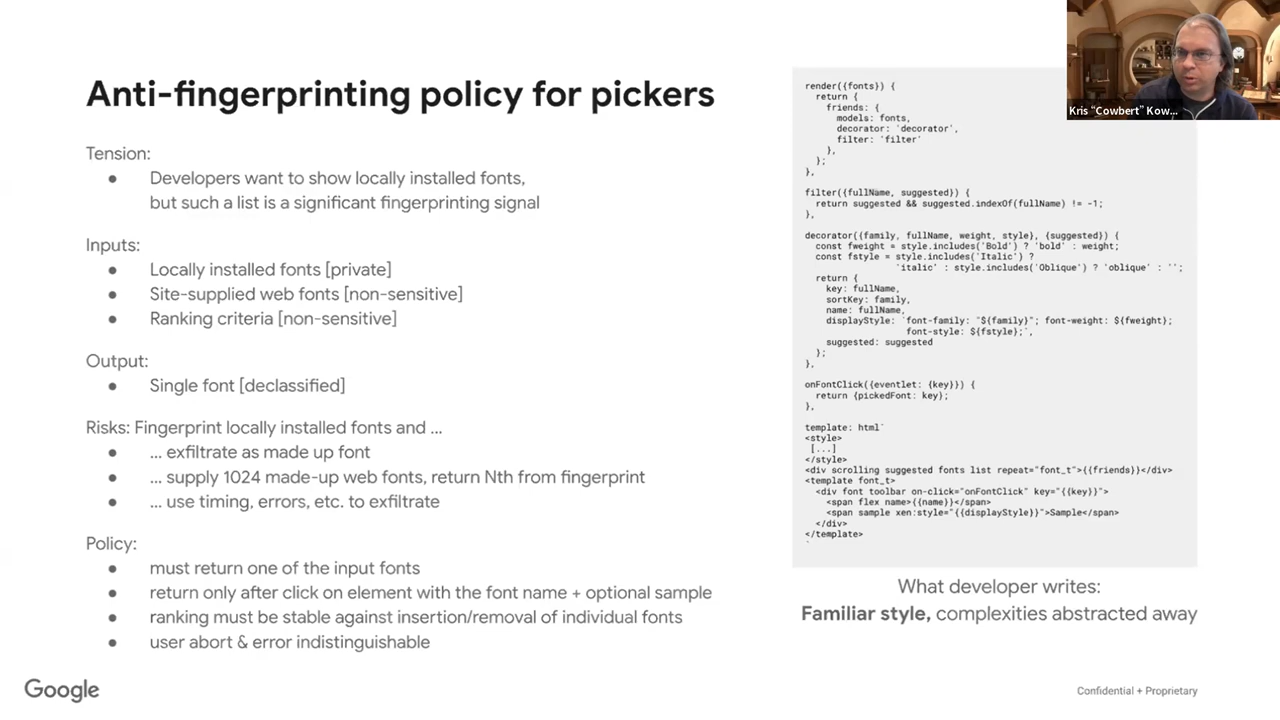 Anti-fingerprinting policy for pickers
Tension:
● Developers want to show locally installed fonts,
but such a list is a significant fingerprinting signal
Inputs:
● Locally installed fonts [private]
● Site-supplied web fonts [non-sensitive]
● Ranking criteria [non-sensitive]
Output:
● Single font [declassified]
Risks: Fingerprint locally installed fonts and ...
● ... exfiltrate as made up font
● ... supply 1024 made-up web fonts, return Nth from fingerprint
● ... use timing, errors, etc. to exfiltrate
Policy:
● must return one of the input fonts
● return only after click on element with the font name + optional sample
● ranking must be stable against insertion/removal of individual fonts
● user abort & error indistinguishable
render({fonts}) {
return {
friends: {
models: fonts,
decorator: 'decorator',
filter: 'filter'
},
};
},
filter({fullName, suggested}) {
return suggested && suggested.indexOf(fullName) != -1;
},
decorator({family, fullName, weight, style}, {suggested}) {
const fweight = style.includes('Bold') ? 'bold' : weight;
const fstyle = style.includes('Italic') ?
'italic' : style.includes('Oblique') ? 'oblique' : '';
return {
key: fullName,
sortKey: family,
name: fullName,
displayStyle: `font-family: "${family}"; font-weight: ${fweight};
font-style: ${fstyle};`,
suggested: suggested
};
},
onFontClick({eventlet: {key}}) {
return {pickedFont: key};
},
template: html`
<style>
[...]
</style>
<div scrolling suggested fonts list repeat="font_t">{{friends}}</div>
<template font_t>
<div font toolbar on-click="onFontClick" key="{{key}}">
<span flex name>{{name}}</span>
<span sample xen:style="{{displayStyle}}">Sample</span>
</div>
</template>
`
What developer writes:
Familiar style, complexities abstracted away
Kris "Cowbert" Kow...
Google
Confidential + Proprietary